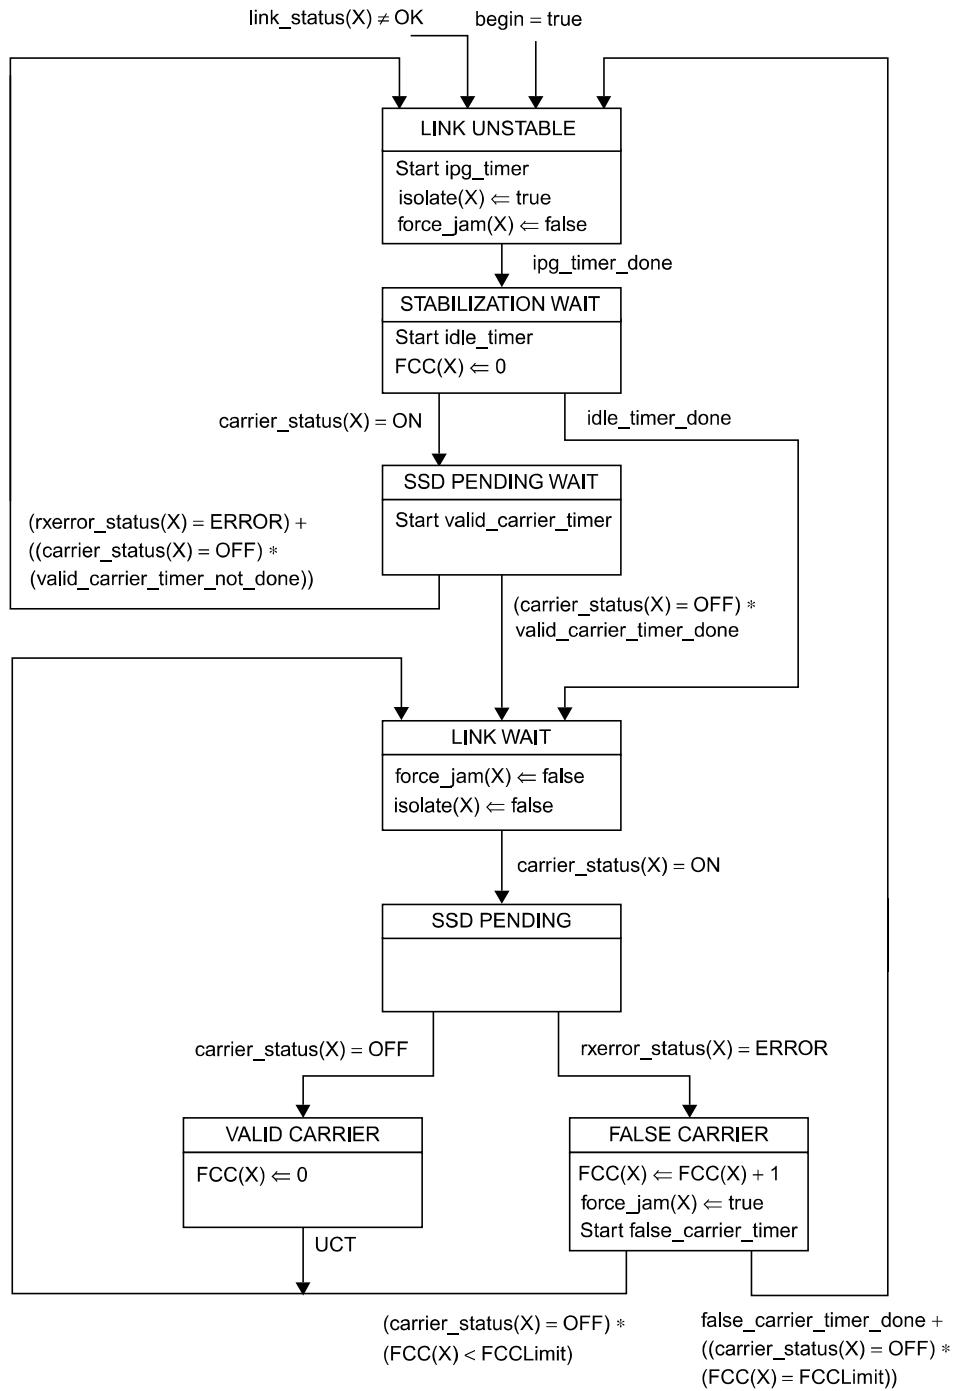 link_status(X) ≠ OK
begin = true
LINK UNSTABLE
Start ipg_timer
isolate(X) ⇐ true
force_jam(X) ⇐ false
ipg_timer_done
STABILIZATION WAIT
Start idle_timer
FCC(X) ⇐ 0
carrier_status(X) = ON
idle_timer_done
SSD PENDING WAIT
Start valid_carrier_timer
(rxerror_status(X) = ERROR) +
((carrier_status(X) = OFF) *
(valid_carrier_timer_not_done))
(carrier_status(X) = OFF) *
valid_carrier_timer_done
LINK WAIT
force_jam(X) ⇐ false
isolate(X) ⇐ false
carrier_status(X) = ON
SSD PENDING
carrier_status(X) = OFF
rxerror_status(X) = ERROR
VALID CARRIER
FCC(X) ⇐ 0
UCT
FALSE CARRIER
FCC(X) ⇐ FCC(X) + 1
force_jam(X) ⇐ true
Start false_carrier_timer
(carrier_status(X) = OFF) *
(FCC(X) < FCCLimit)
false_carrier_timer_done +
((carrier_status(X) = OFF) *
(FCC(X) = FCCLimit))